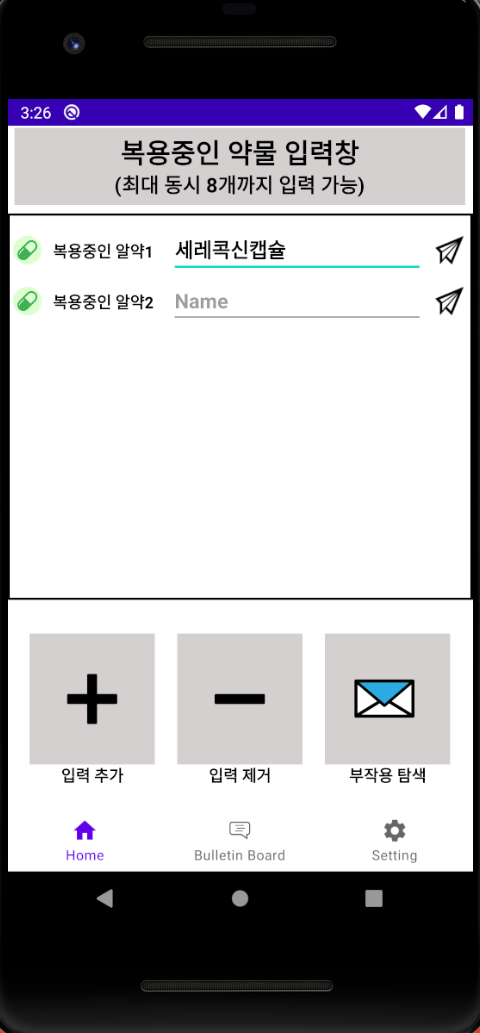 3:26
복용중인 약물 입력창
(최대 동시 8개까지 입력 가능)
복용중인 알약1 세레콕신캡슐
복용중인 알약2 Name
입력 추가 입력 제거 부작용 탐색
Home Bulletin Board Setting